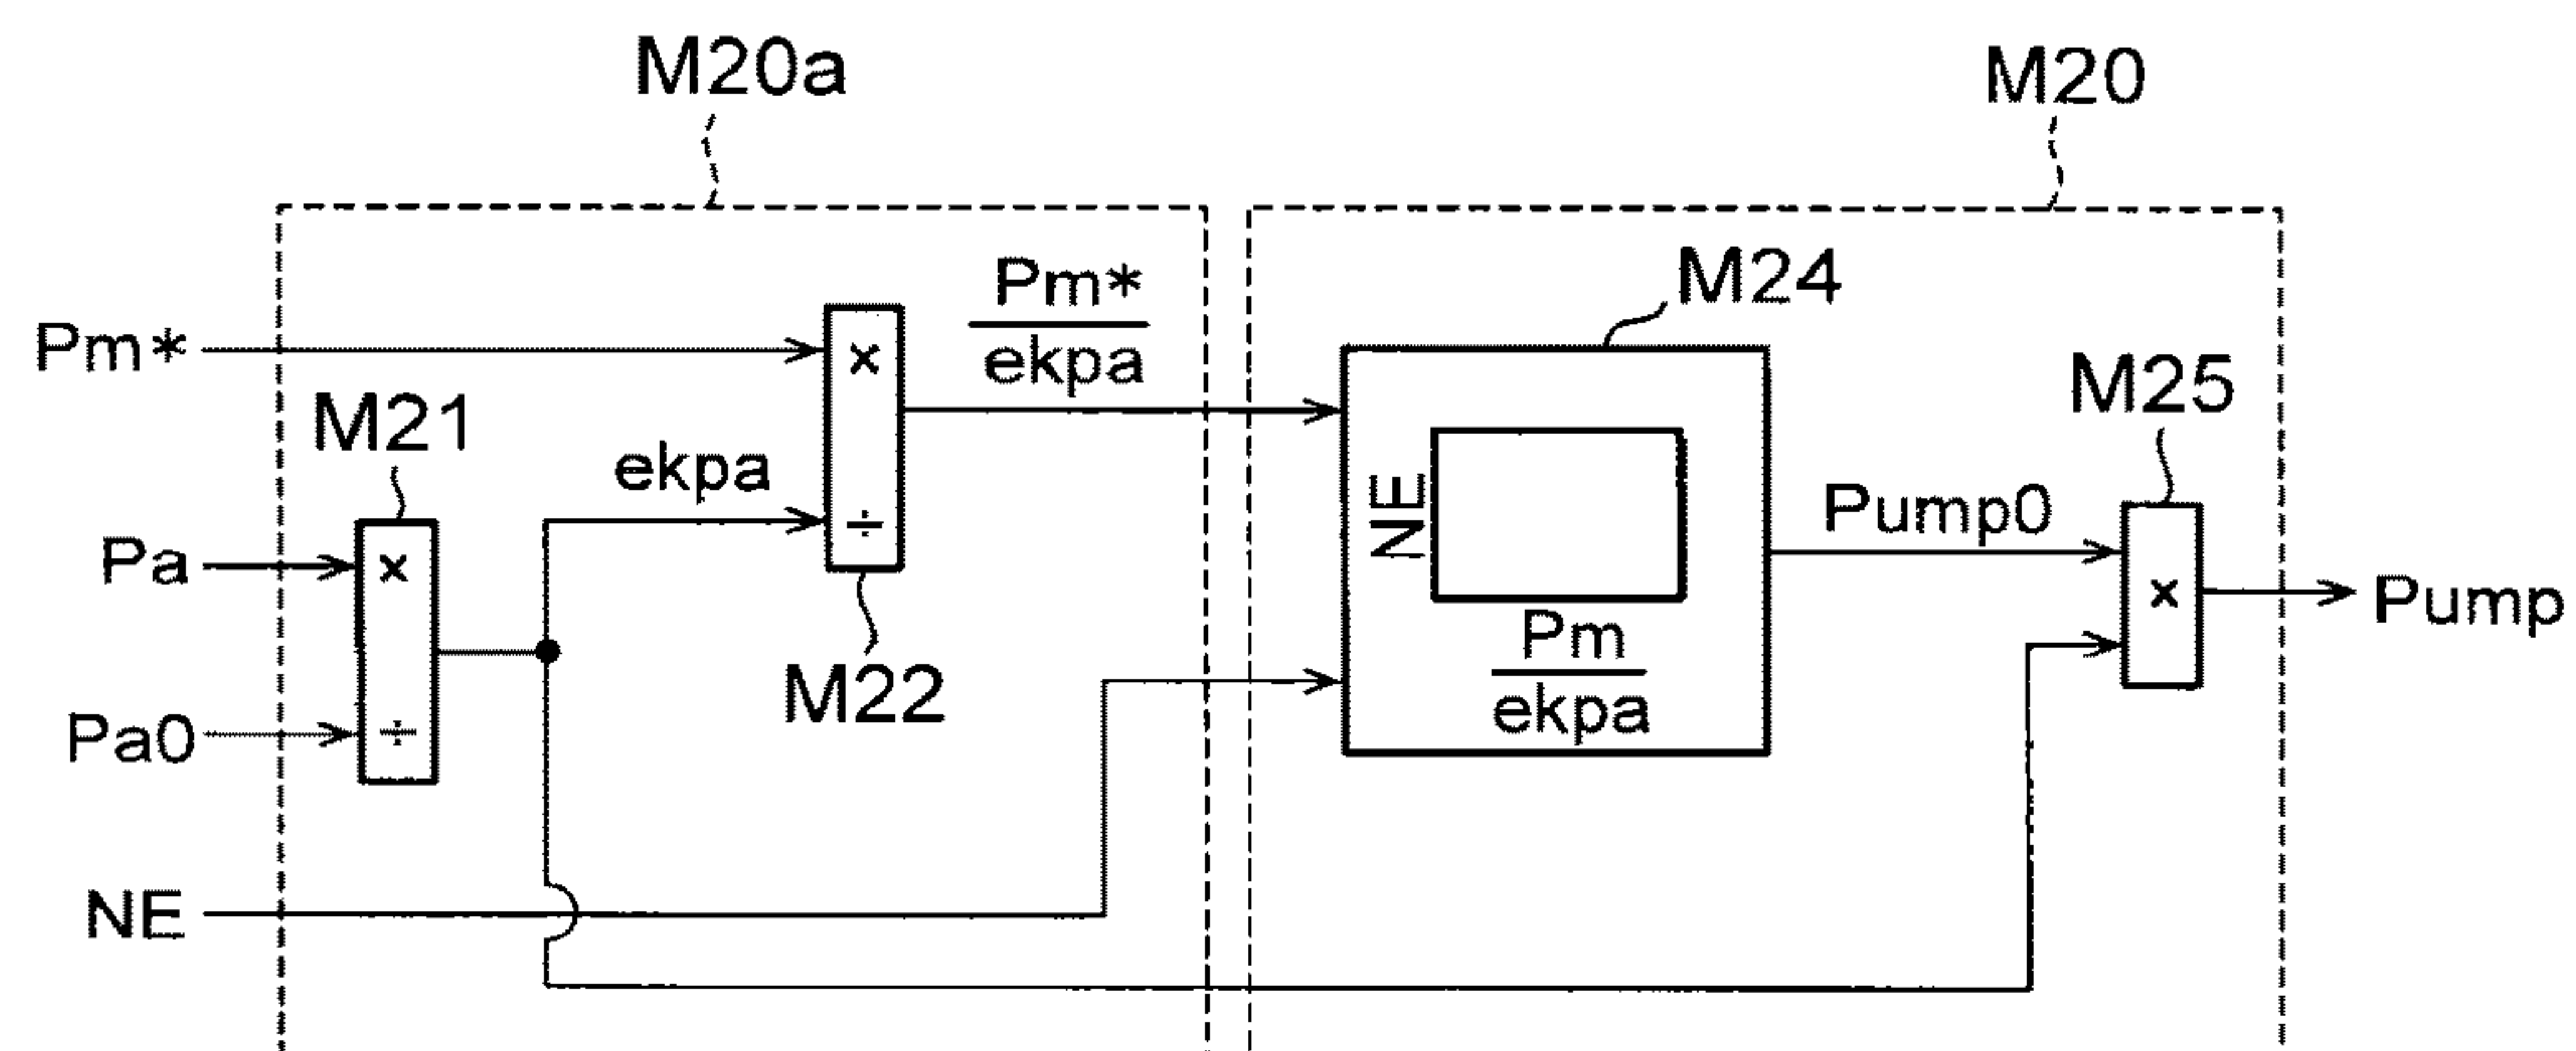 M20a
M20
Pm*
M21
Pa
×
÷
Pa0
NE
ekpa
×
÷
M22
Pm*
ekpa
M24
NE
Pm
ekpa
Pump0
M25
×
Pump